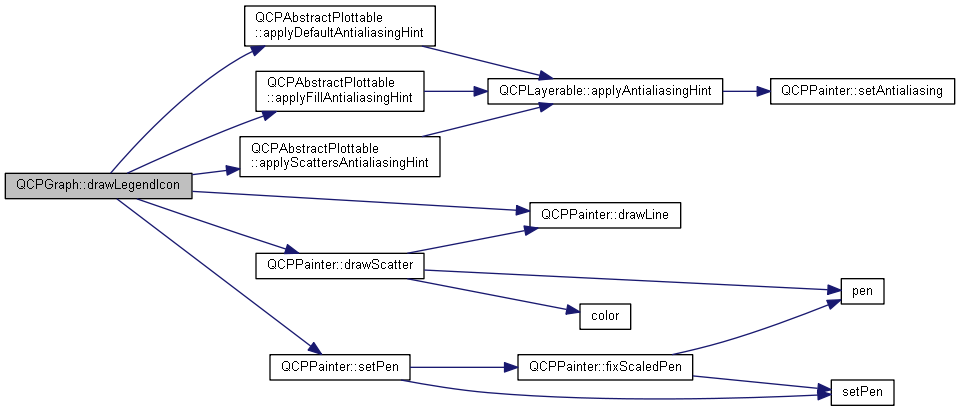 QCPAbstractPlottable
::applyDefaultAntialiasingHint
QCPAbstractPlottable
::applyFillAntialiasingHint
QCPLayerable::applyAntialiasingHint
QCPPainter::setAntialiasing
QCPAbstractPlottable
::applyScattersAntialiasingHint
QCPGraph::drawLegendIcon
QCPPainter::drawLine
QCPPainter::drawScatter
pen
color
QCPPainter::setPen
QCPPainter::fixScaledPen
setPen